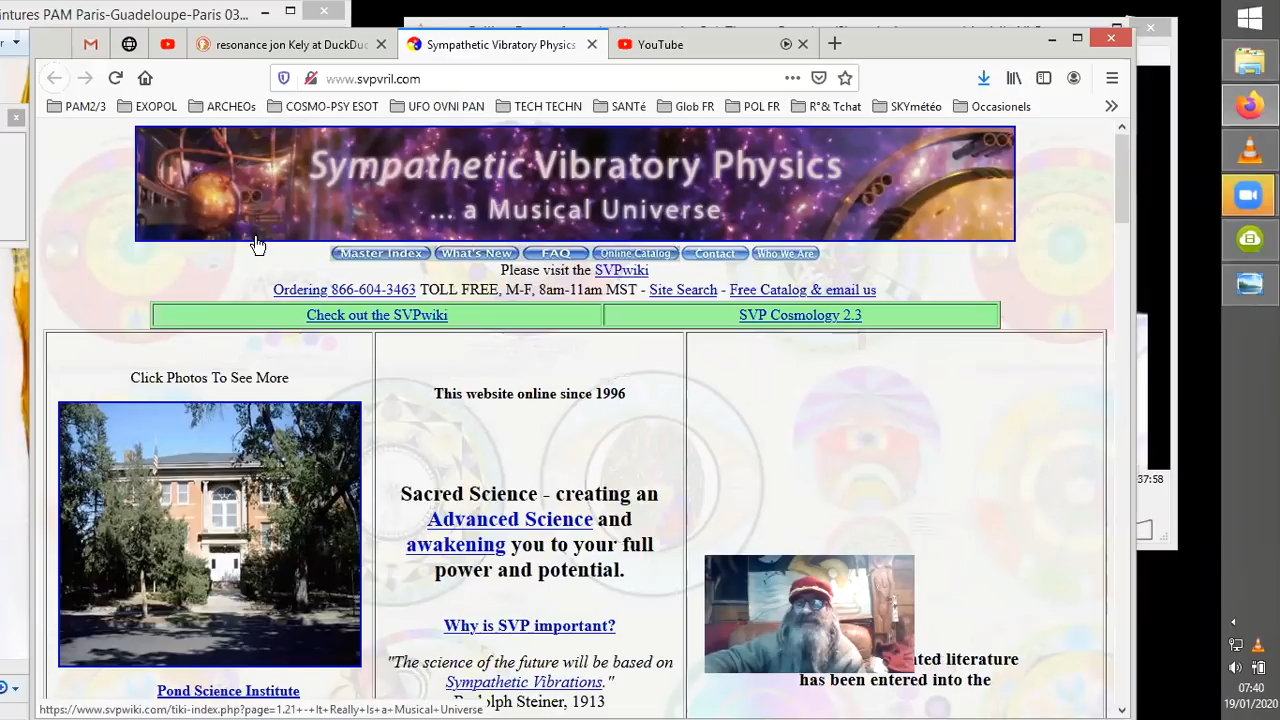 intures PAM Paris-Guadeloupe-Paris 03...
resonance jon Kely at DuckDu
Sympathetic Vibratory Physics
YouTube
www.svpvril.com
PAM2/3
EXOPOL
ARCHEOs
COSMO-PSY ESOT
UFO OVNI PAN
TECH TECHN
SANTé
Glob FR
POL FR
R°& Tchat
SKYmétéo
Occasionels
Sympathetic Vibratory Physics
... a Musical Universe
Master Index
What's New
FAQ
Online Catalog
Contact
Who We Are
Please visit the SVPwiki
Ordering 866-604-3463 TOLL FREE, M-F, 8am-11am MST - Site Search - Free Catalog & email us
Check out the SVPwiki
SVP Cosmology 2.3
Click Photos To See More
Pond Science Institute
This website online since 1996
Sacred Science - creating an
Advanced Science and
awakening you to your full
power and potential.
Why is SVP important?
"The science of the future will be based on
Sympathetic Vibrations."
Rudolph Steiner, 1913
ated literature
has been entered into the
https://www.svpwiki.com/tiki-index.php?page=1.21+-+It+Really+Is+a+Musical+Universe
37:58
07:40
19/01/2020